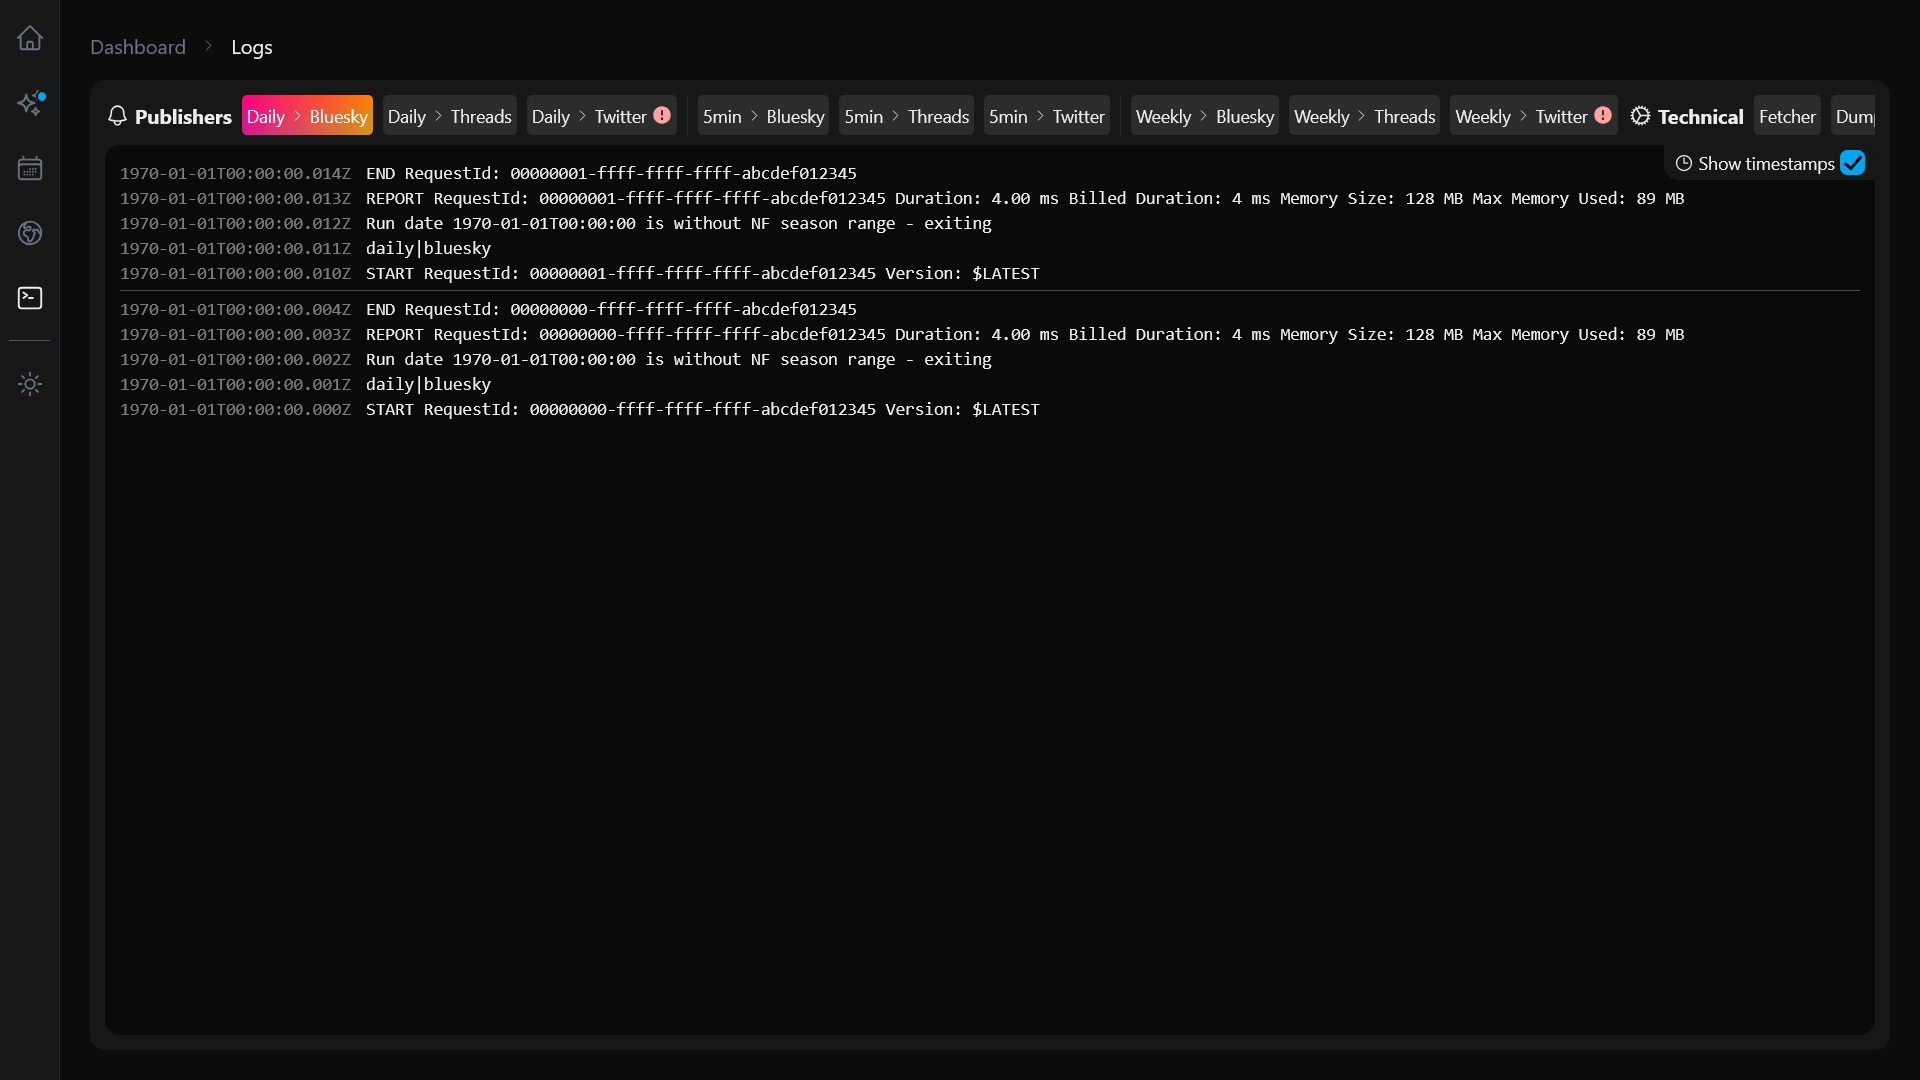 Dashboard > Logs
Publishers Daily > Bluesky Daily > Threads Daily > Twitter ! 5min > Bluesky 5min > Threads 5min > Twitter Weekly > Bluesky Weekly > Threads Weekly > Twitter ! Technical Fetcher
Show timestamps
1970-01-01T00:00:00.014Z END RequestId: 00000001-ffff-ffff-ffff-abcdef012345
1970-01-01T00:00:00.013Z REPORT RequestId: 00000001-ffff-ffff-ffff-abcdef012345 Duration: 4.00 ms Billed Duration: 4 ms Memory Size: 128 MB Max Memory Used: 89 MB
1970-01-01T00:00:00.012Z Run date 1970-01-01T00:00:00 is without NF season range - exiting
1970-01-01T00:00:00.011Z daily|bluesky
1970-01-01T00:00:00.010Z START RequestId: 00000001-ffff-ffff-ffff-abcdef012345 Version: $LATEST
1970-01-01T00:00:00.004Z END RequestId: 00000000-ffff-ffff-ffff-abcdef012345
1970-01-01T00:00:00.003Z REPORT RequestId: 00000000-ffff-ffff-ffff-abcdef012345 Duration: 4.00 ms Billed Duration: 4 ms Memory Size: 128 MB Max Memory Used: 89 MB
1970-01-01T00:00:00.002Z Run date 1970-01-01T00:00:00 is without NF season range - exiting
1970-01-01T00:00:00.001Z daily|bluesky
1970-01-01T00:00:00.000Z START RequestId: 00000000-ffff-ffff-ffff-abcdef012345 Version: $LATEST